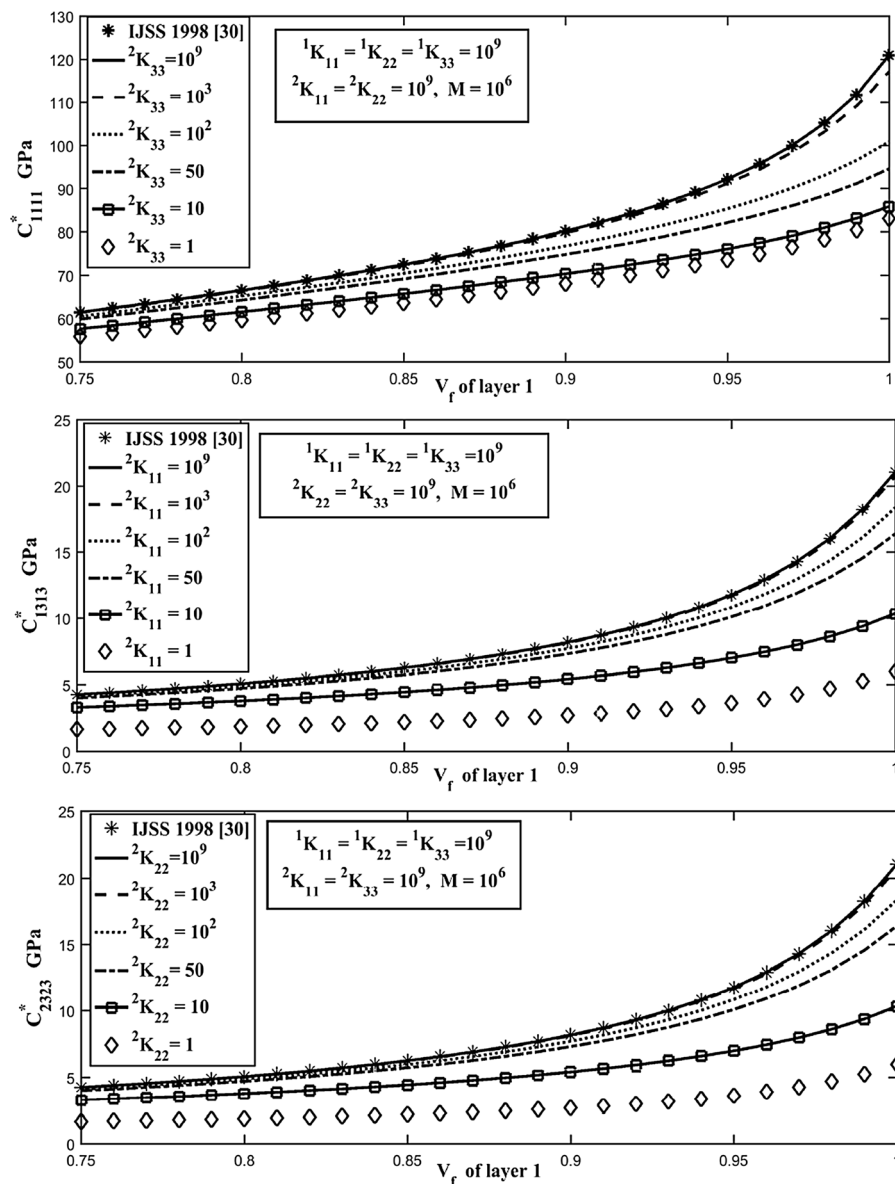 130
120
110
100
90
80
70
60
50
C*1111 GPa
IJSS 1998 [30]
²K₃₃=10⁹
²K₃₃ = 10³
²K₃₃ = 10²
²K₃₃ = 50
²K₃₃ = 10
²K₃₃ = 1
¹K₁₁ = ¹K₂₂ = ¹K₃₃ = 10⁹
²K₁₁ = ²K₂₂ = 10⁹, M = 10⁶
0.75 0.8 0.85 0.9 0.95 1
V_f of layer 1
25
20
15
10
5
0
C*1313 GPa
IJSS 1998 [30]
²K₁₁ = 10⁹
²K₁₁ = 10³
²K₁₁ = 10²
²K₁₁ = 50
²K₁₁ = 10
²K₁₁ = 1
¹K₁₁ = ¹K₂₂ = ¹K₃₃ =10⁹
²K₂₂ = ²K₃₃ = 10⁹, M = 10⁶
0.75 0.8 0.85 0.9 0.95 1
V_f of layer 1
25
20
15
10
5
0
C*2323 GPa
IJSS 1998 [30]
²K₂₂=10⁹
²K₂₂ = 10³
²K₂₂ = 10²
²K₂₂ = 50
²K₂₂ = 10
²K₂₂= 1
¹K₁₁ = ¹K₂₂ = ¹K₃₃ =10⁹
²K₁₁ = ²K₃₃ = 10⁹, M = 10⁶
0.75 0.8 0.85 0.9 0.95 1
V_f of layer 1